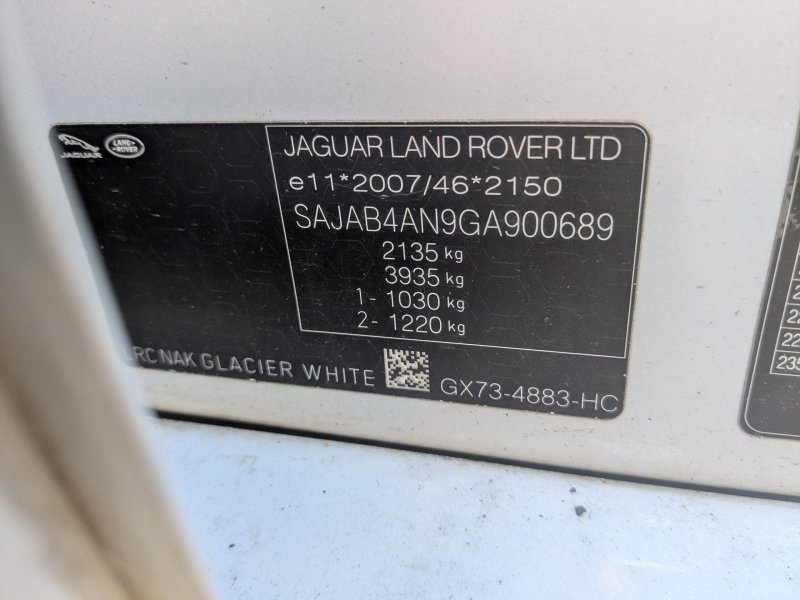 JAGUAR
LAND
ROVER
JAGUAR LAND ROVER LTD
e11*2007/46*2150
SAJAB4AN9GA900689
2135 kg
3935 kg
1- 1030 kg
2- 1220 kg
LRC NAK GLACIER WHITE
GX73-4883-HC